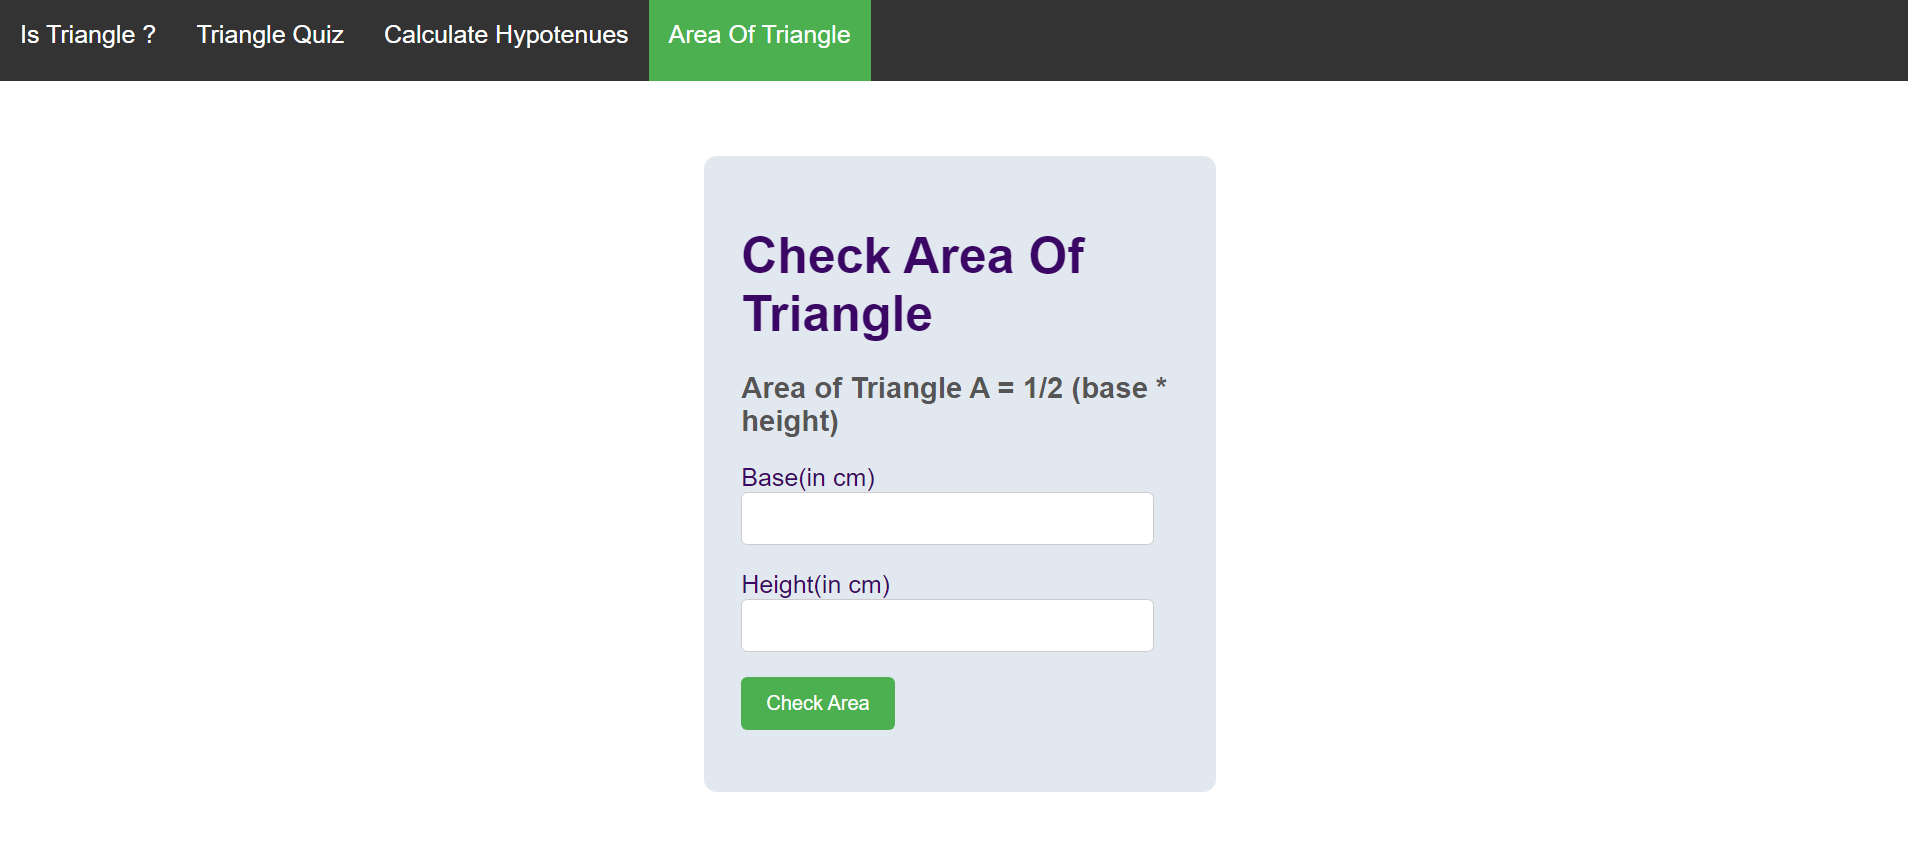 Is Triangle ? Triangle Quiz Calculate Hypotenues Area Of Triangle
Check Area Of
Triangle
Area of Triangle A = 1/2 (base *
height)
Base(in cm)
Height(in cm)
Check Area